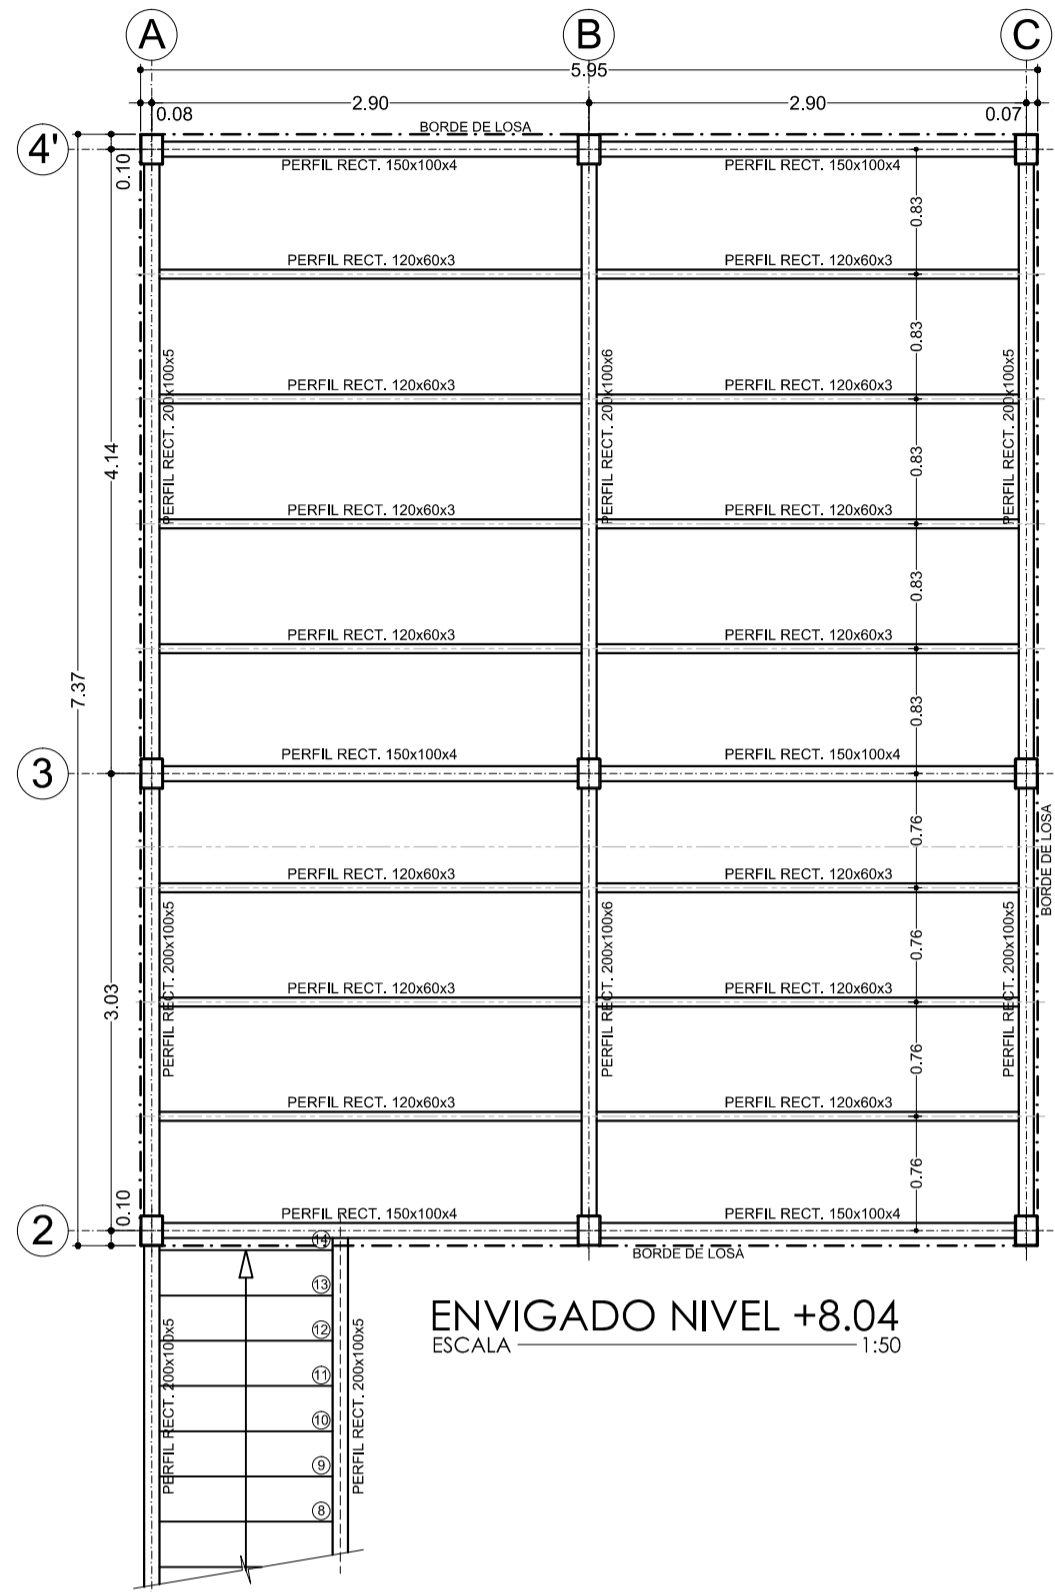 A
B
C
5.95
0.08
2.90
2.90
0.07
BORDE DE LOSA
4'
0.10
PERFIL RECT. 150x100x4
PERFIL RECT. 150x100x4
0.83
PERFIL RECT. 120x60x3
PERFIL RECT. 120x60x3
0.83
PERFIL RECT. 200x100x5
PERFIL RECT. 200x100x6
PERFIL RECT. 200x100x5
PERFIL RECT. 120x60x3
PERFIL RECT. 120x60x3
4.14
0.83
PERFIL RECT. 120x60x3
PERFIL RECT. 120x60x3
0.83
PERFIL RECT. 120x60x3
PERFIL RECT. 120x60x3
7.37
0.83
PERFIL RECT. 150x100x4
PERFIL RECT. 150x100x4
3
0.76
BORDE DE LOSA
PERFIL RECT. 120x60x3
PERFIL RECT. 120x60x3
PERFIL RECT. 200x100x5
PERFIL RECT. 200x100x6
PERFIL RECT. 200x100x5
0.76
3.03
PERFIL RECT. 120x60x3
PERFIL RECT. 120x60x3
0.76
PERFIL RECT. 120x60x3
PERFIL RECT. 120x60x3
0.76
0.10
PERFIL RECT. 150x100x4
PERFIL RECT. 150x100x4
2
14
BORDE DE LOSA
13
ENVIGADO NIVEL +8.04
ESCALA 1:50
12
PERFIL RECT. 200x100x5
PERFIL RECT. 200x100x5
11
10
9
8